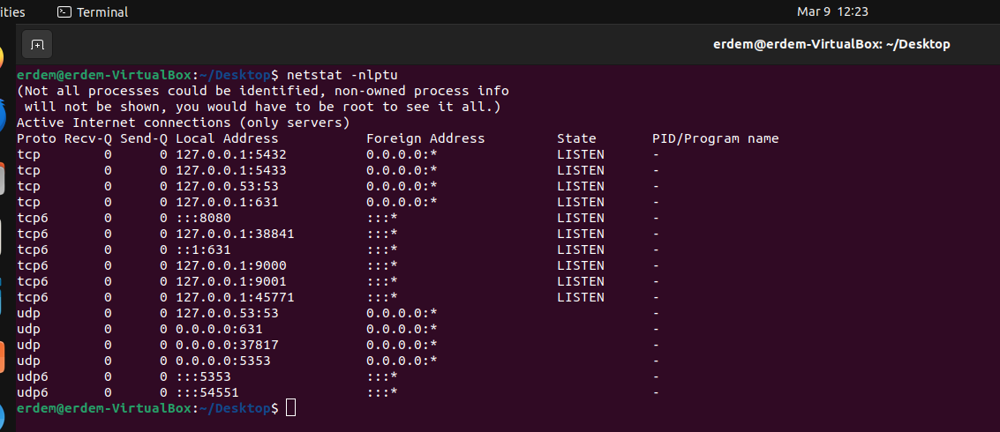 ities Terminal Mar 9 12:23
erdem@erdem-VirtualBox: ~/Desktop
erdem@erdem-VirtualBox:~/Desktop$ netstat -nlptu
(Not all processes could be identified, non-owned process info
 will not be shown, you would have to be root to see it all.)
Active Internet connections (only servers)
Proto Recv-Q Send-Q Local Address           Foreign Address         State       PID/Program name
tcp        0      0 127.0.0.1:5432          0.0.0.0:*               LISTEN      -
tcp        0      0 127.0.0.1:5433          0.0.0.0:*               LISTEN      -
tcp        0      0 127.0.0.53:53           0.0.0.0:*               LISTEN      -
tcp        0      0 127.0.0.1:631           0.0.0.0:*               LISTEN      -
tcp6       0      0 :::8080                 :::*                    LISTEN      -
tcp6       0      0 127.0.0.1:38841         :::*                    LISTEN      -
tcp6       0      0 ::1:631                 :::*                    LISTEN      -
tcp6       0      0 127.0.0.1:9000          :::*                    LISTEN      -
tcp6       0      0 127.0.0.1:9001          :::*                    LISTEN      -
tcp6       0      0 127.0.0.1:45771         :::*                    LISTEN      -
udp        0      0 127.0.0.53:53           0.0.0.0:*                           -
udp        0      0 0.0.0.0:631             0.0.0.0:*                           -
udp        0      0 0.0.0.0:37817           0.0.0.0:*                           -
udp        0      0 0.0.0.0:5353            0.0.0.0:*                           -
udp6       0      0 :::5353                 :::*                                -
udp6       0      0 :::54551                :::*                                -
erdem@erdem-VirtualBox:~/Desktop$